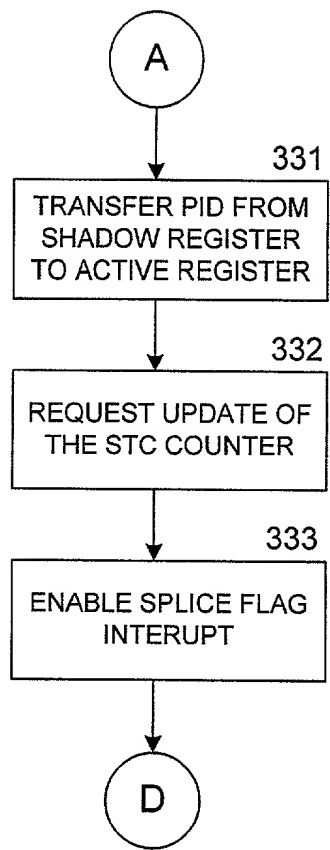 A
331
TRANSFER PID FROM
SHADOW REGISTER
TO ACTIVE REGISTER
332
REQUEST UPDATE OF
THE STC COUNTER
333
ENABLE SPLICE FLAG
INTERUPT
D